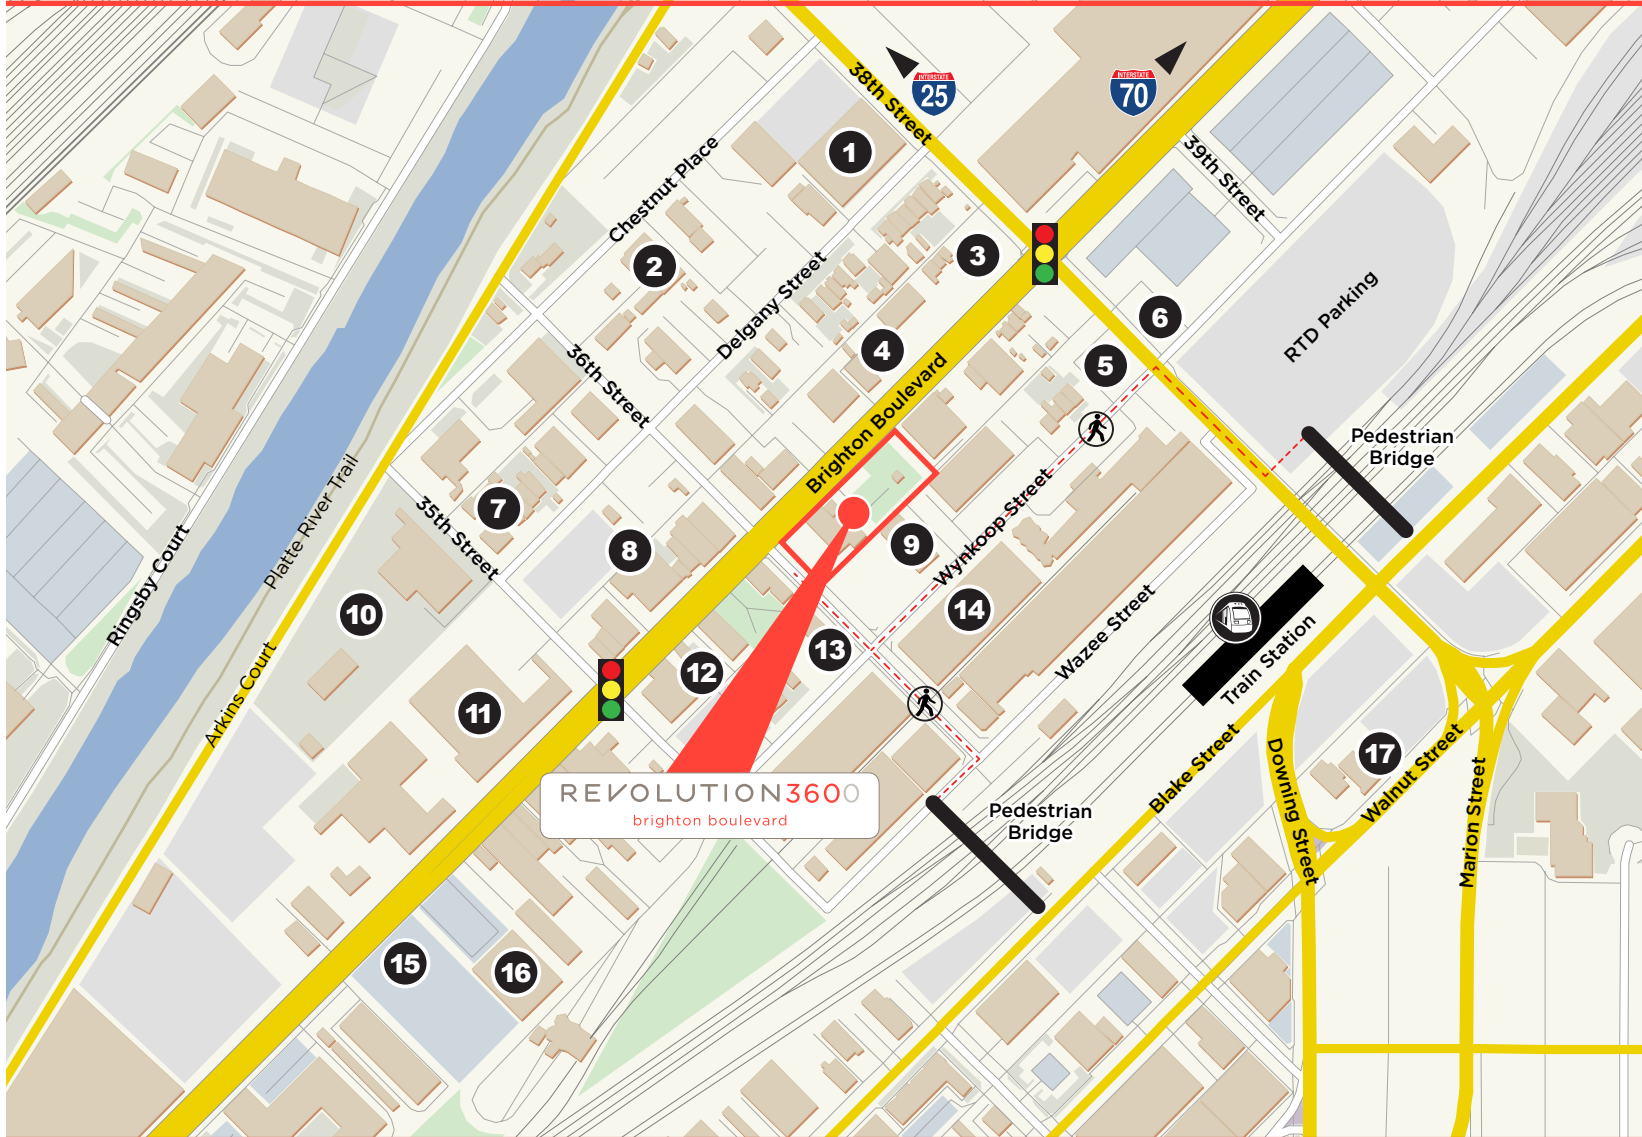 38th Street
INTERSTATE
25
INTERSTATE
70
39th Street
1
Chestnut Place
2
3
Delgany Street
6
RTD Parking
4
5
36th Street
Brighton Boulevard
Pedestrian
Bridge
Platte River Trail
Wynkoop Street
7
35th Street
8
9
Ringsby Court
10
14
Wazee Street
13
Train Station
Arkins Court
12
11
Blake Street
Downing Street
17
Walnut Street
Marion Street
REVOLUTION3600
brighton boulevard
Pedestrian
Bridge
15
16